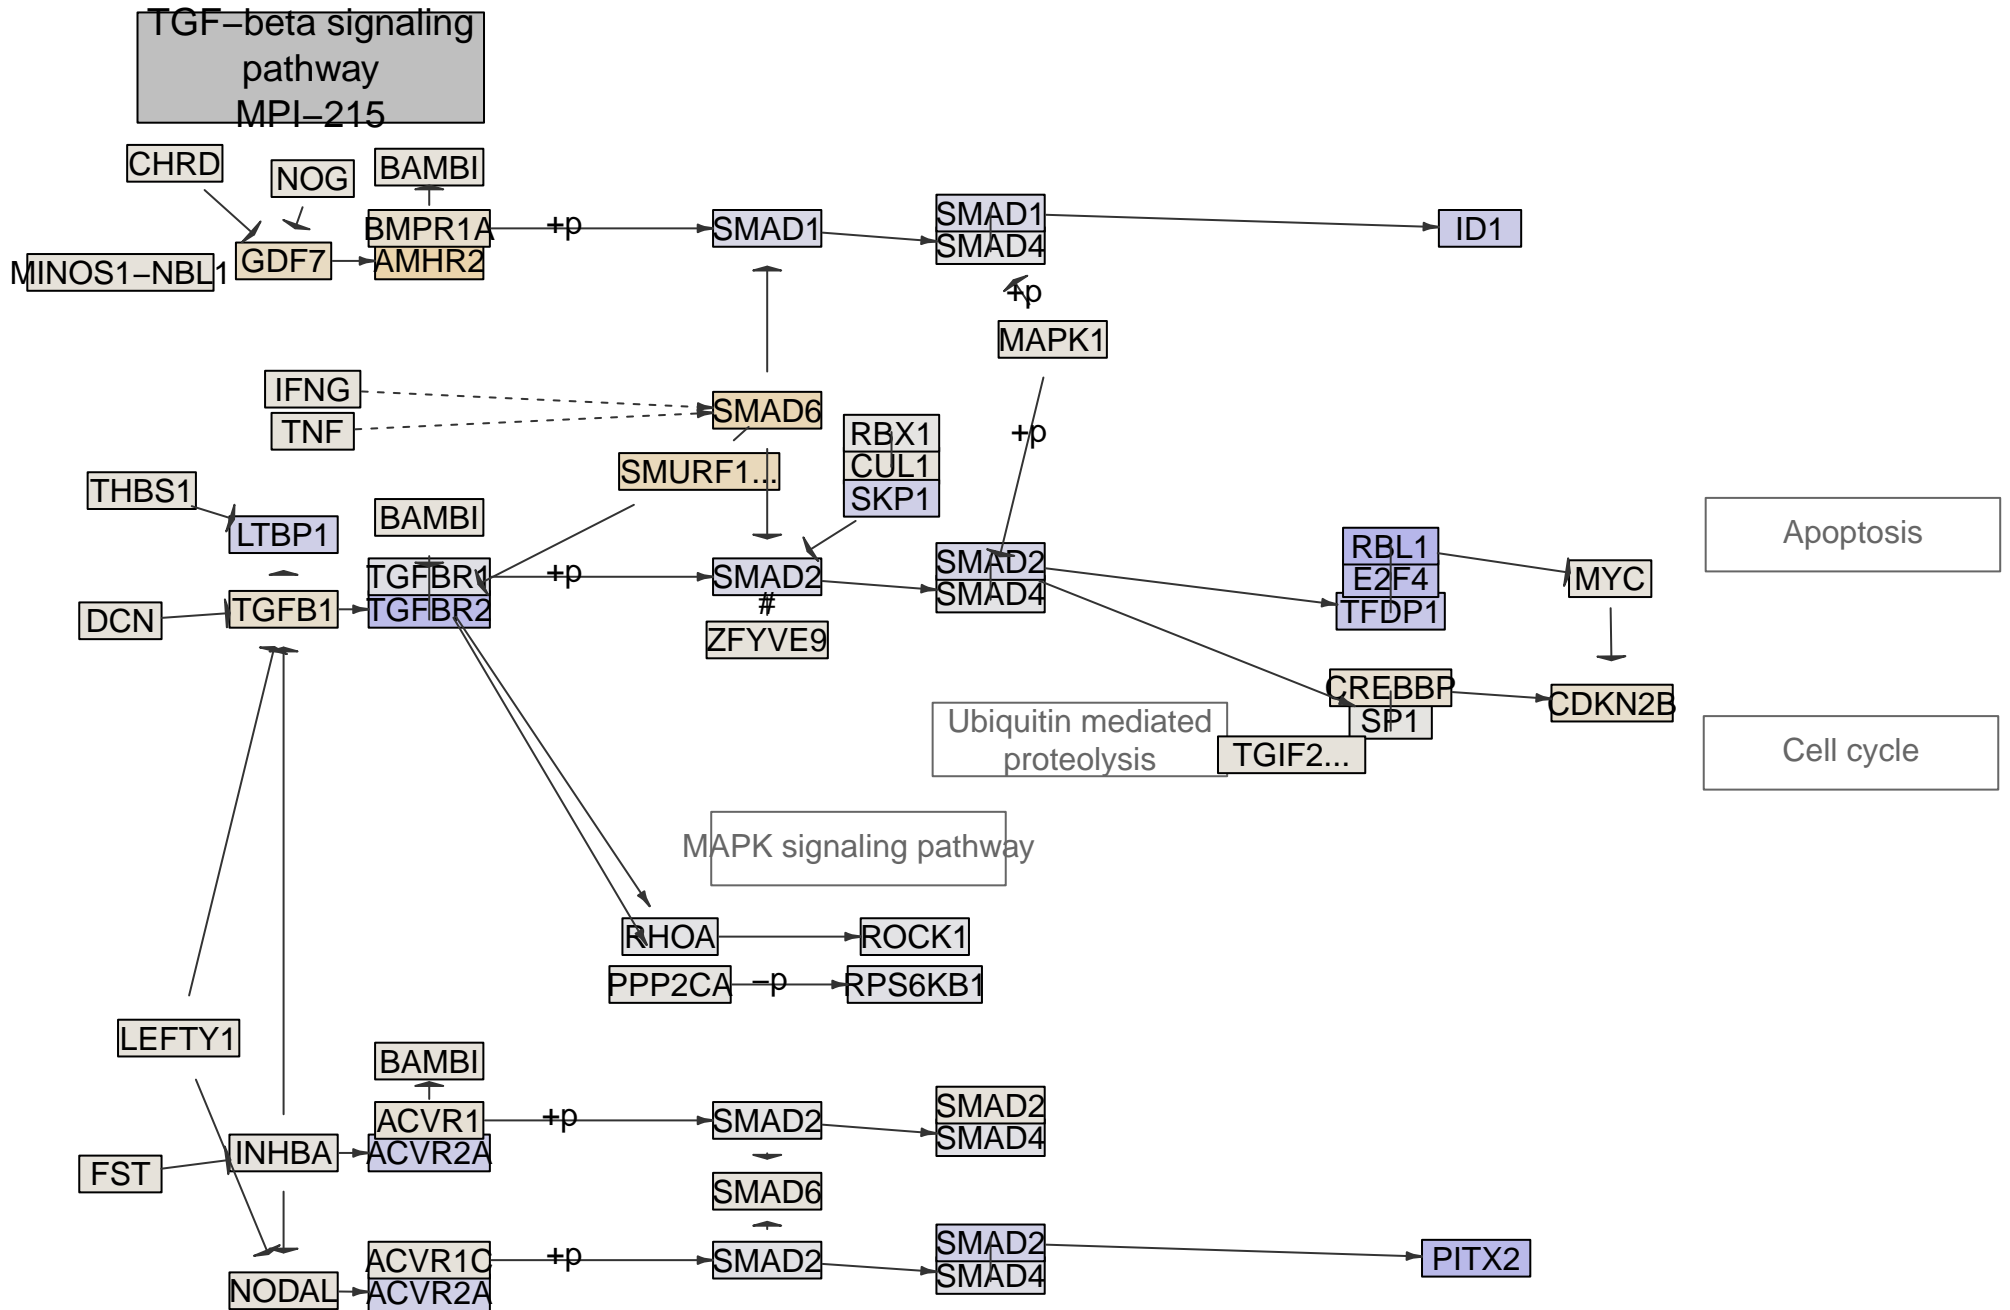 TGF−beta signaling
pathway
MPI−215
CHRD
NOG
BAMBI
BMPR1A
+p
SMAD1
SMAD1
SMAD4
ID1
MINOS1−NBL1
GDF7
AMHR2
+p
MAPK1
IFNG
TNF
SMAD6
RBX1
CUL1
SKP1
+p
SMURF1...
THBS1
LTBP1
BAMBI
TGFBR1
TGFBR2
+p
SMAD2
#
ZFYVE9
SMAD2
SMAD4
RBL1
E2F4
TFDP1
MYC
Apoptosis
DCN
TGFB1
CREBBP
SP1
TGIF2...
CDKN2B
Ubiquitin mediated
proteolysis
Cell cycle
MAPK signaling pathway
RHOA
ROCK1
PPP2CA
−p
RPS6KB1
LEFTY1
BAMBI
ACVR1
ACVR2A
+p
SMAD2
SMAD2
SMAD4
FST
INHBA
SMAD6
NODAL
ACVR1C
ACVR2A
+p
SMAD2
SMAD2
SMAD4
PITX2